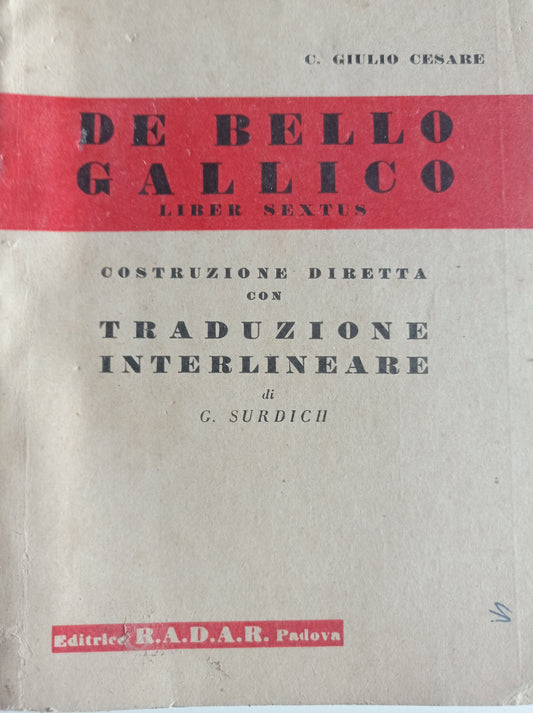 C. GIULIO CESARE
DE BELLO
GALLICO
LIBER SEXTUS
COSTRUZIONE DIRETTA
CON
TRADUZIONE
INTERLINEARE
di
G. SURDICH
Editrice R.A.D.A.R. Padova